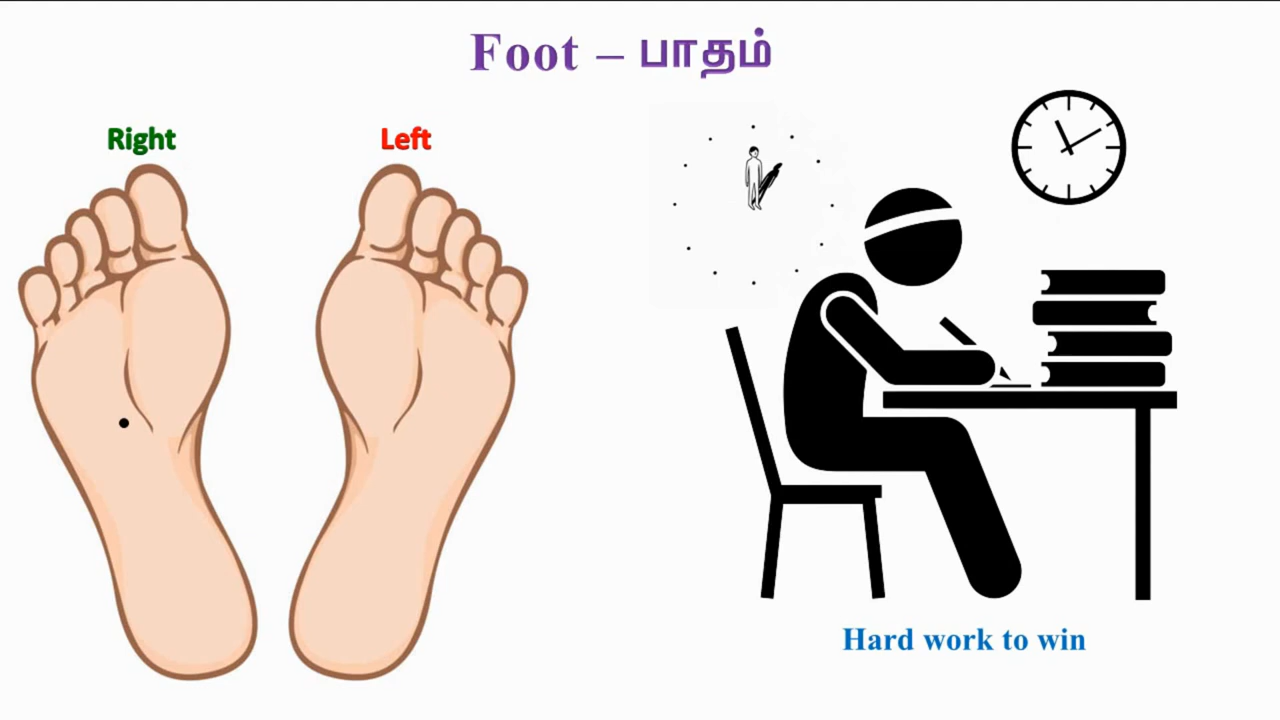 Foot – பாதம்
Right
Left
Hard work to win